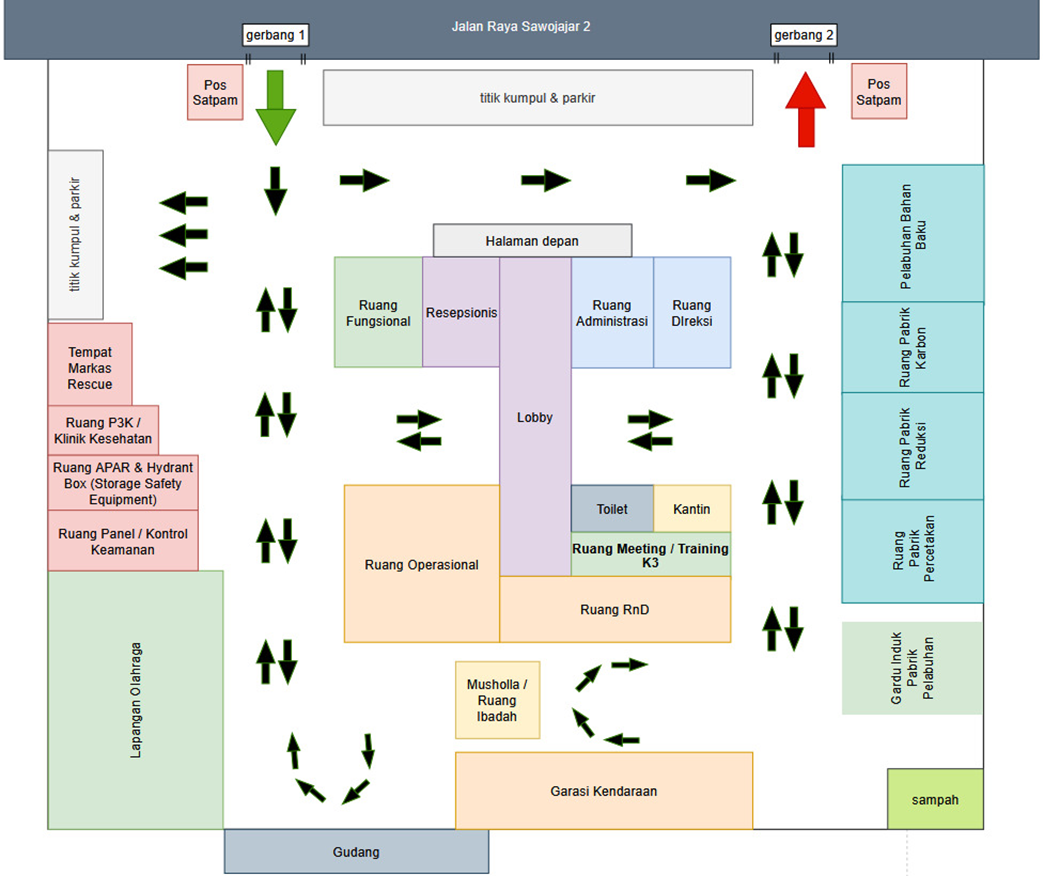 Jalan Raya Sawojajar 2
gerbang 1
gerbang 2
Pos
Satpam
titik kumpul & parkir
Pos
Satpam
titik kumpul & parkir
Halaman depan
Ruang
Fungsional
Resepsionis
Lobby
Ruang
Administrasi
Ruang
DIreksi
Pelabuhan Bahan
Baku
Ruang Pabrik
Karbon
Ruang Pabrik
Reduksi
Ruang
Pabrik
Percetakan
Gardu Induk
Pabrik
Pelabuhan
Tempat
Markas
Rescue
Ruang P3K /
Klinik Kesehatan
Ruang APAR & Hydrant
Box (Storage Safety
Equipment)
Ruang Panel / Kontrol
Keamanan
Lapangan Olahraga
Ruang Operasional
Toilet
Kantin
Ruang Meeting / Training
K3
Ruang RnD
Musholla /
Ruang
Ibadah
Garasi Kendaraan
sampah
Gudang